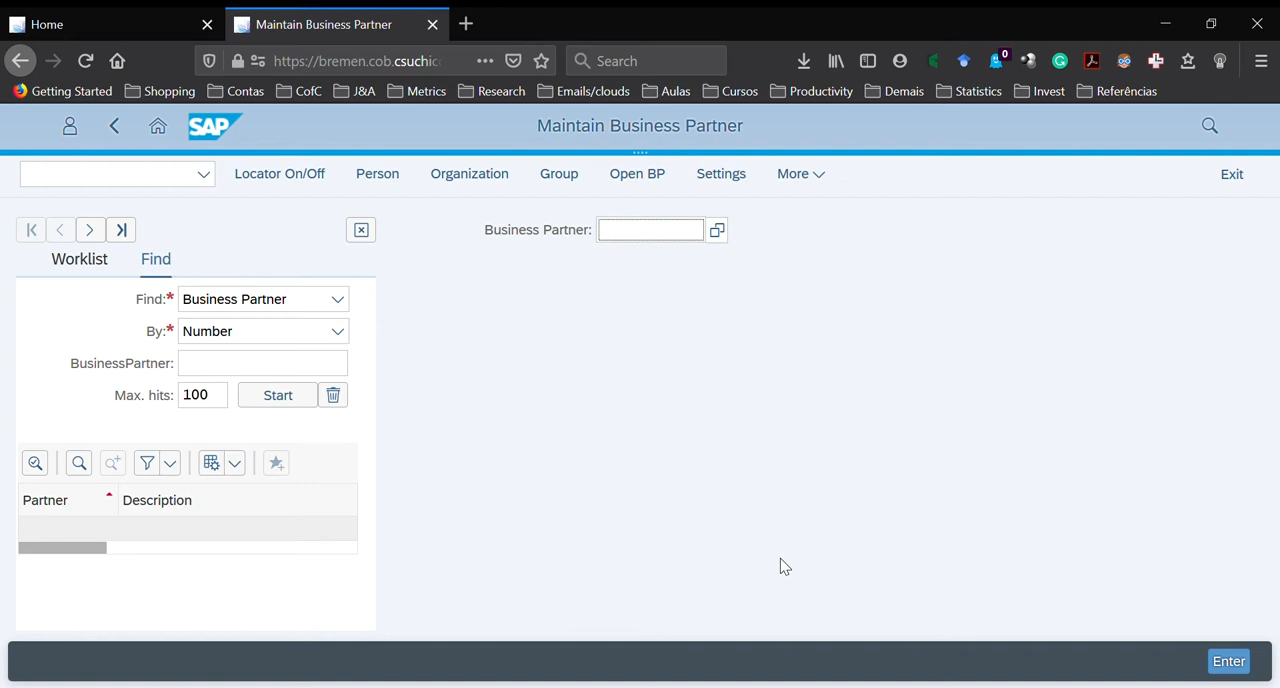 Home
Maintain Business Partner
https://bremen.cob.csuchic
Search
0
Getting Started
Shopping
Contas
CofC
J&A
Metrics
Research
Emails/clouds
Aulas
Cursos
Productivity
Demais
Statistics
Invest
Referências
SAP
Maintain Business Partner
Locator On/Off
Person
Organization
Group
Open BP
Settings
More
Exit
Business Partner:
Worklist
Find
Find:* Business Partner
By:* Number
BusinessPartner:
Max. hits: 100
Start
Partner
Description
Enter